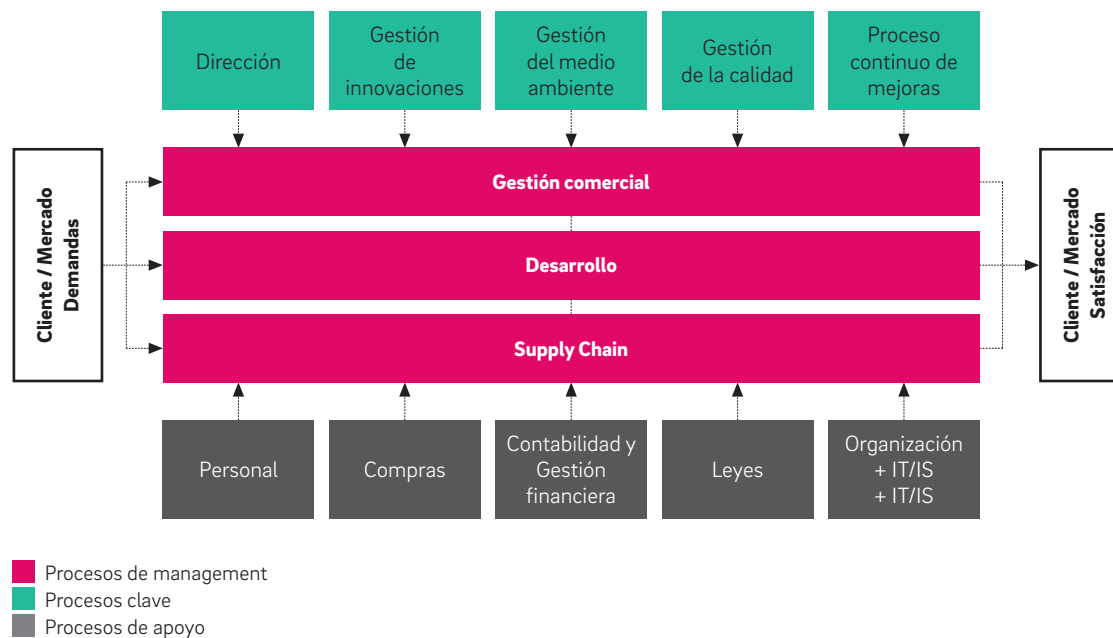 Dirección
Gestión
de
innovaciones
Gestión
del medio
ambiente
Gestión
de la calidad
Proceso
continuo de
mejoras
Cliente / Mercado
Demandas
Gestión comercial
Desarrollo
Supply Chain
Cliente / Mercado
Satisfacción
Personal
Compras
Contabilidad y
Gestión
financiera
Leyes
Organización
+ IT/IS
+ IT/IS
Procesos de management
Procesos clave
Procesos de apoyo